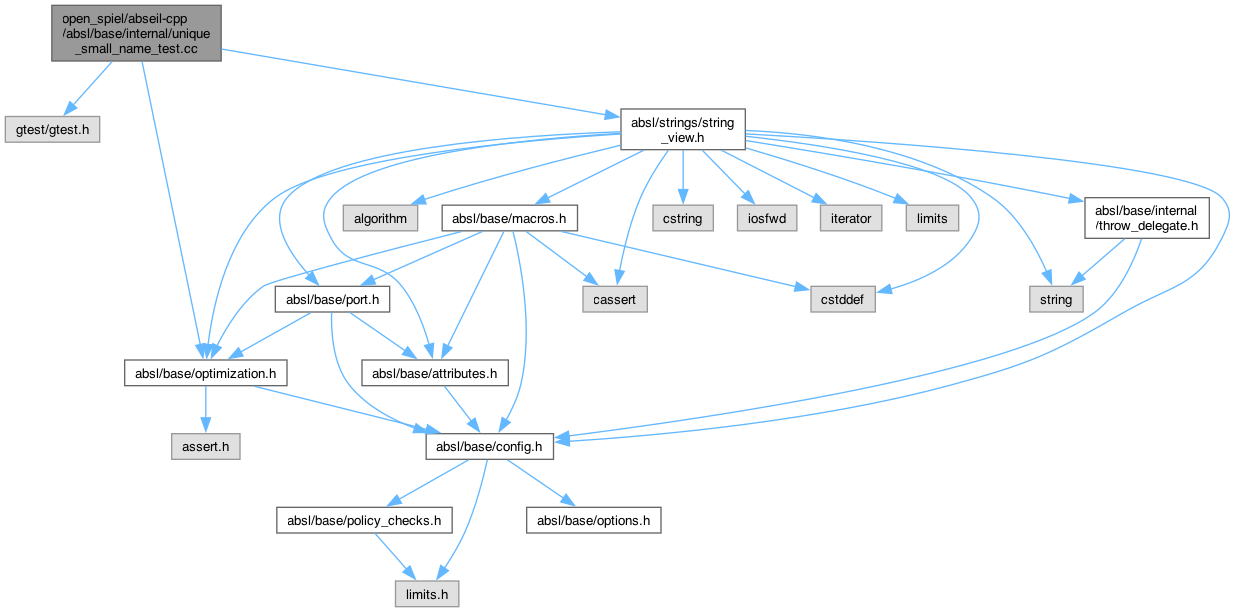 open_spiel/abseil-cpp
/absl/base/internal/unique
_small_name_test.cc
gtest/gtest.h
absl/strings/string
_view.h
algorithm
absl/base/macros.h
cstring
iosfwd
iterator
limits
absl/base/internal
/throw_delegate.h
absl/base/port.h
cassert
cstddef
string
absl/base/optimization.h
absl/base/attributes.h
assert.h
absl/base/config.h
absl/base/policy_checks.h
absl/base/options.h
limits.h